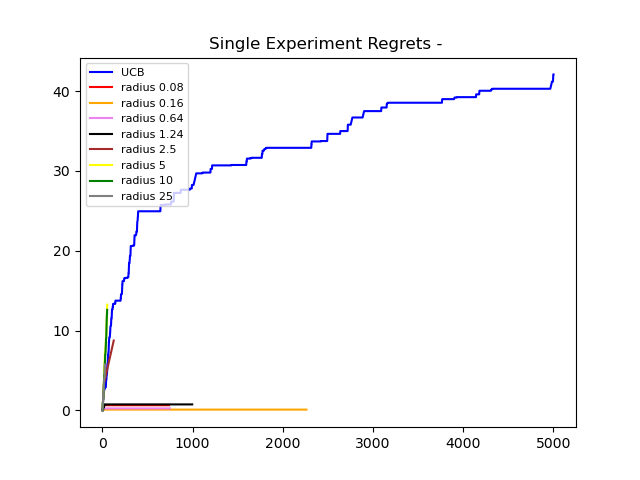 Single Experiment Regrets -
UCB
radius 0.08
radius 0.16
radius 0.64
radius 1.24
radius 2.5
radius 5
radius 10
radius 25
40
30
20
10
0
0 1000 2000 3000 4000 5000